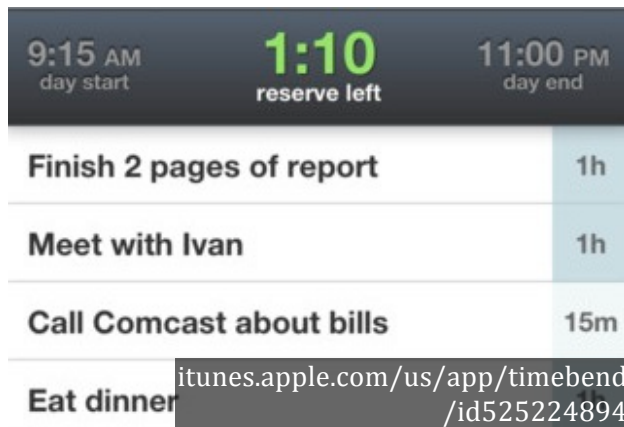 9:15 AM 1:10 11:00 PM
day start reserve left day end
Finish 2 pages of report 1h
Meet with Ivan 1h
Call Comcast about bills 15m
Eat dinner 1h
itunes.apple.com/us/app/timebend
/id525224894